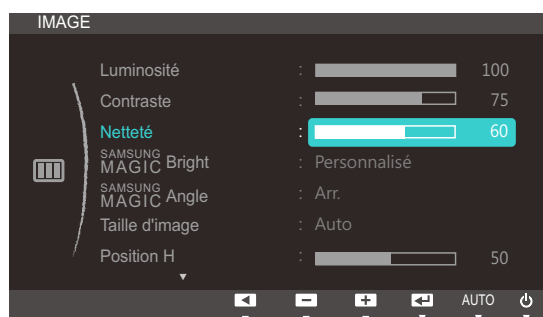 IMAGE
Luminosité : 100
Contraste : 75
Netteté : 60
SAMSUNG MAGIC Bright : Personnalisé
SAMSUNG MAGIC Angle : Arr.
Taille d'image : Auto
Position H : 50
AUTO